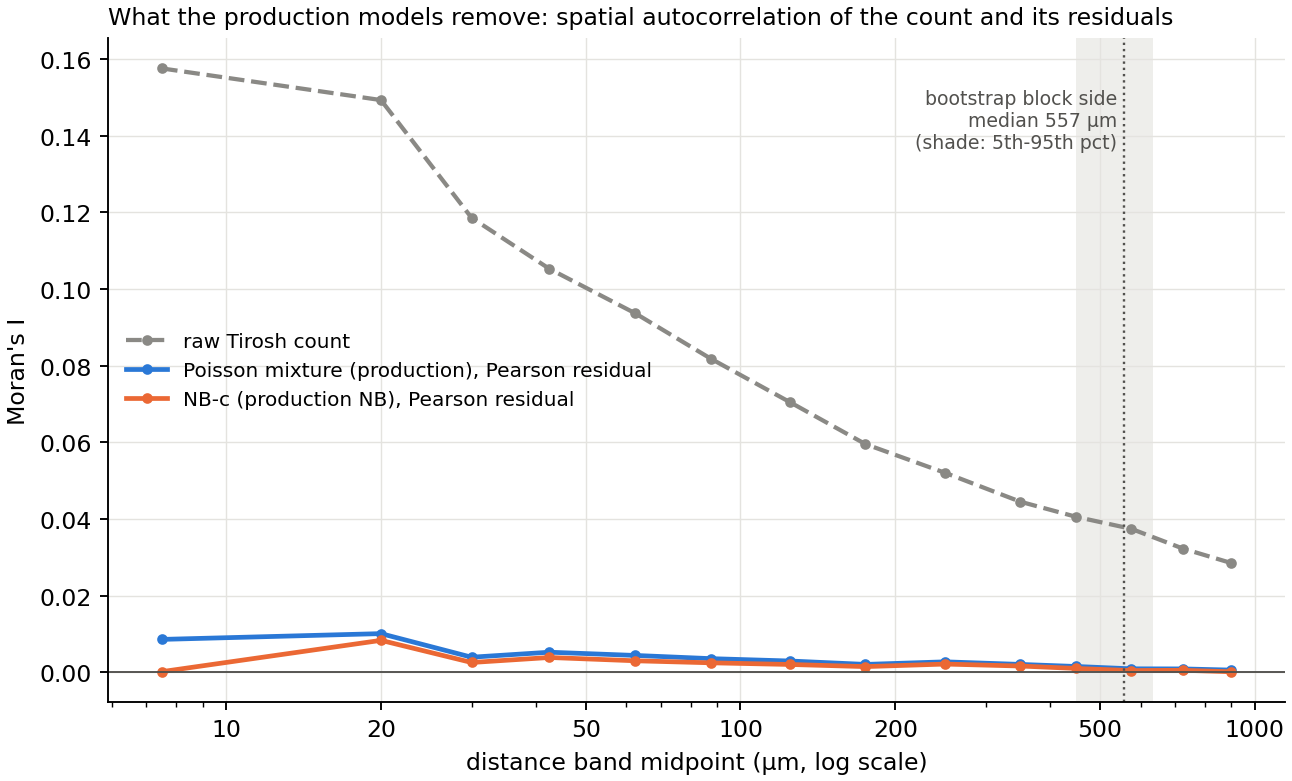 What the production models remove: spatial autocorrelation of the count and its residuals
0.16
0.14
0.12
0.10
0.08
0.06
0.04
0.02
0.00
Moran's I
bootstrap block side
median 557 µm
(shade: 5th-95th pct)
raw Tirosh count
Poisson mixture (production), Pearson residual
NB-c (production NB), Pearson residual
10
20
50
100
200
500
1000
distance band midpoint (µm, log scale)